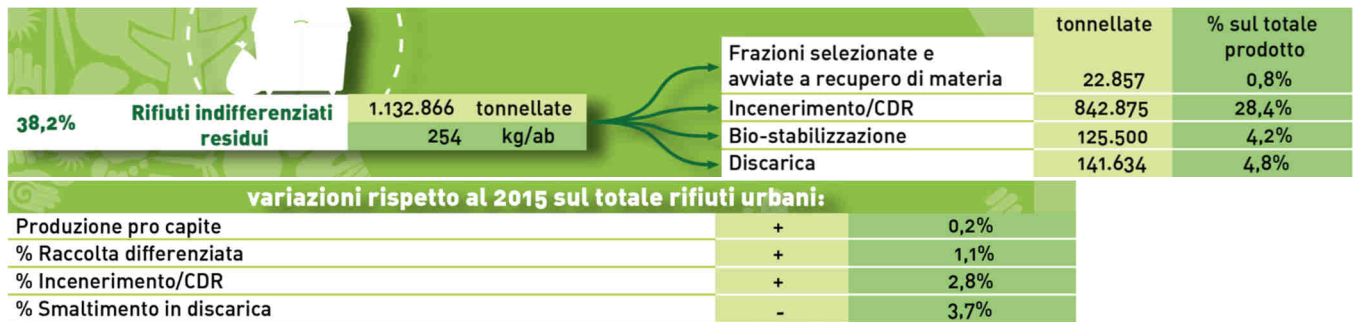 tonnellate % sul totale
prodotto
Frazioni selezionate e
avviate a recupero di materia 22.857 0,8%
38,2% Rifiuti indifferenziati
residui
1.132.866 tonnellate
254 kg/ab
Incenerimento/CDR 842.875 28,4%
Bio-stabilizzazione 125.500 4,2%
Discarica 141.634 4,8%
variazioni rispetto al 2015 sul totale rifiuti urbani:
Produzione pro capite + 0,2%
% Raccolta differenziata + 1,1%
% Incenerimento/CDR + 2,8%
% Smaltimento in discarica - 3,7%